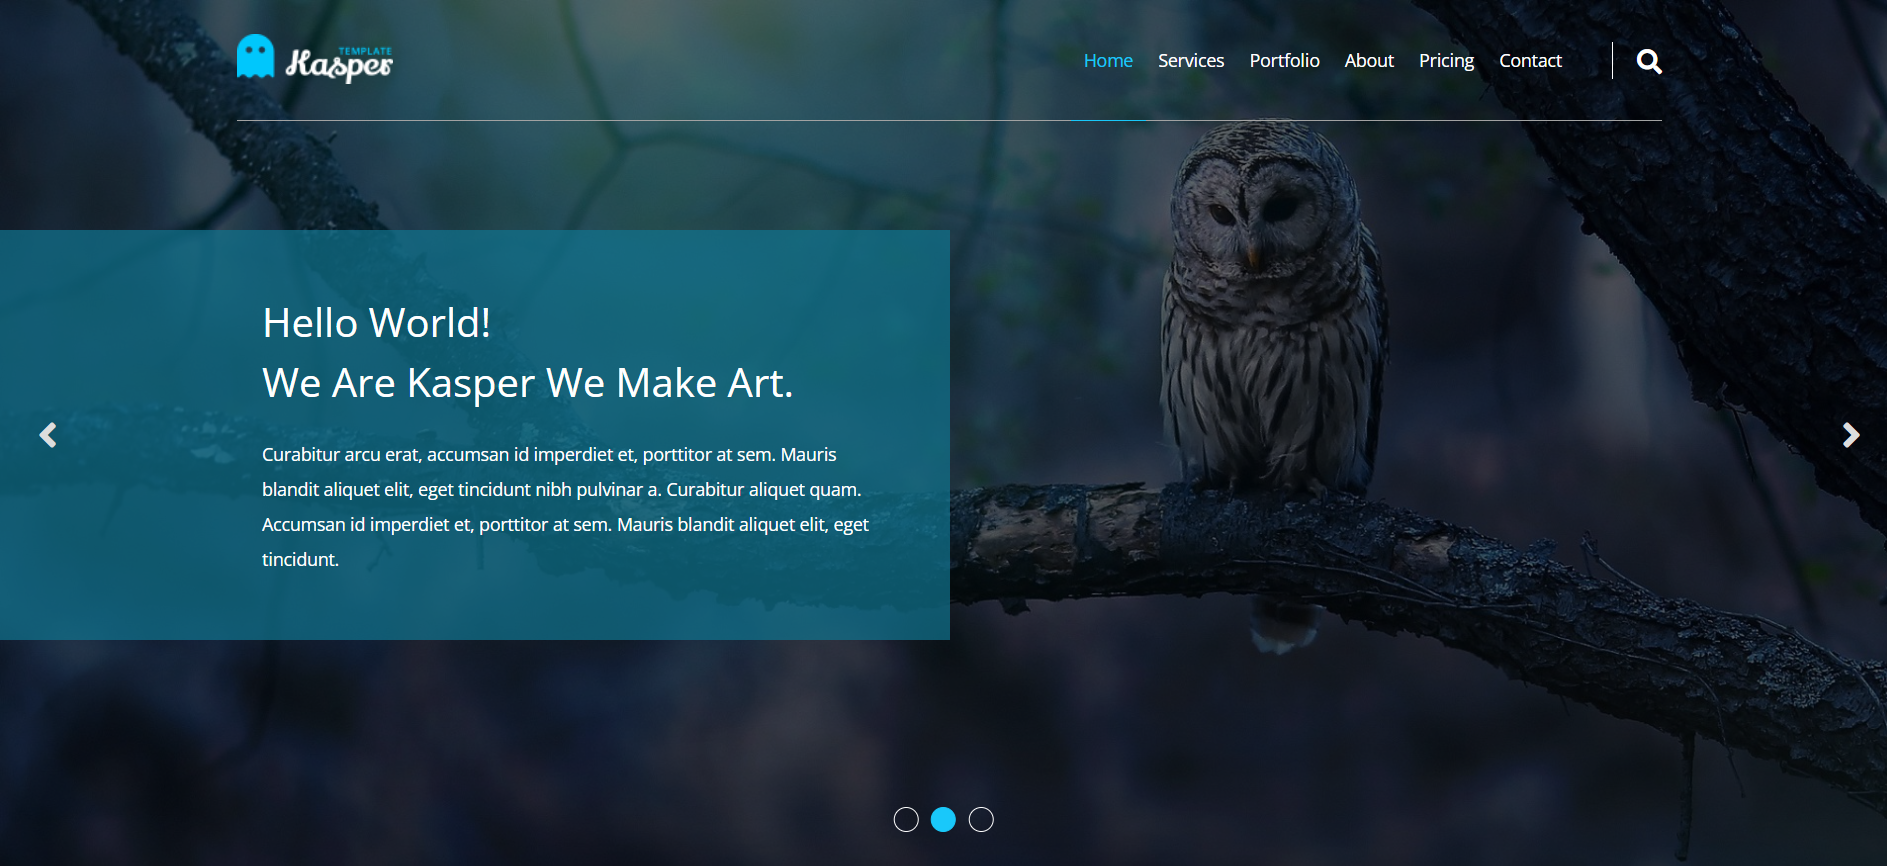 TEMPLATE
Kasper
Home Services Portfolio About Pricing Contact
Hello World!
We Are Kasper We Make Art.
Curabitur arcu erat, accumsan id imperdiet et, porttitor at sem. Mauris
blandit aliquet elit, eget tincidunt nibh pulvinar a. Curabitur aliquet quam.
Accumsan id imperdiet et, porttitor at sem. Mauris blandit aliquet elit, eget
tincidunt.